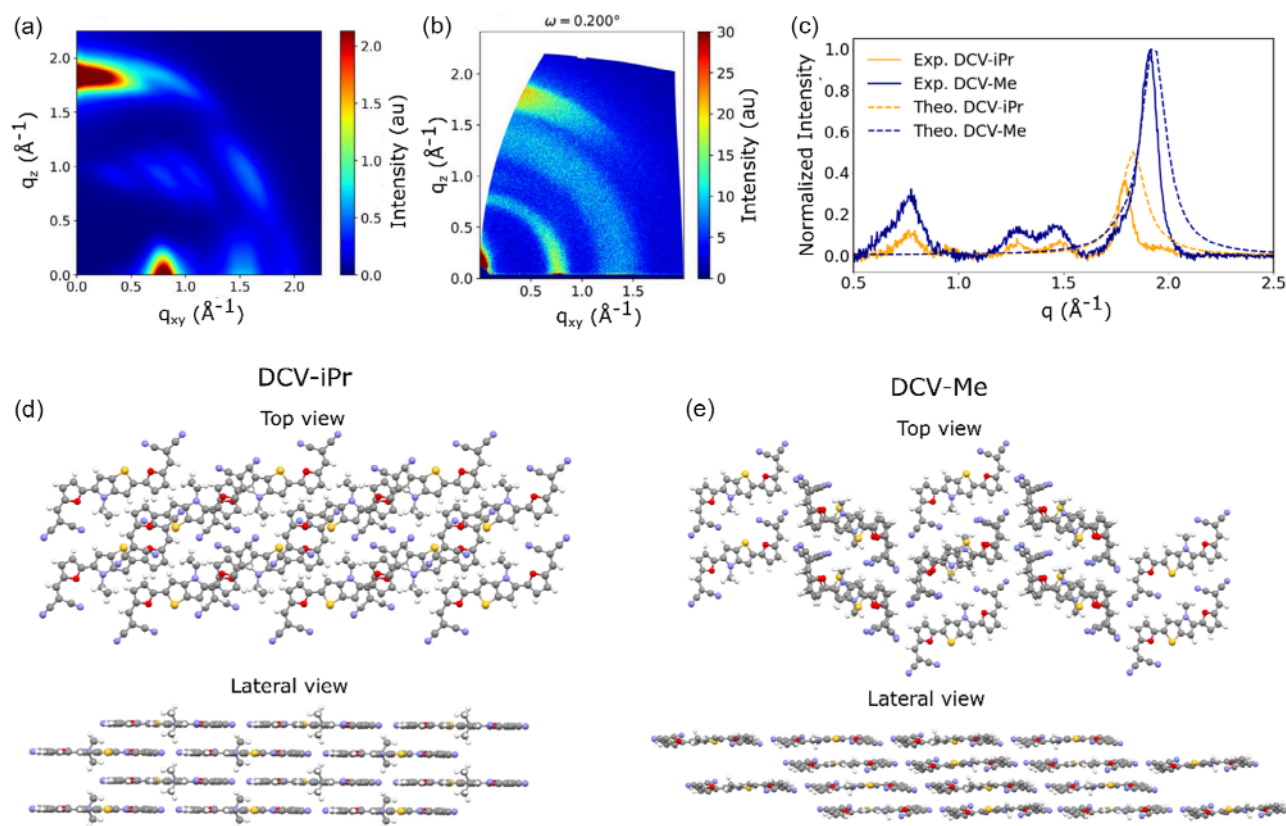 (a)
2.0
1.5
1.0
0.5
0.0
0.0 0.5 1.0 1.5 2.0
qz (Å-1)
qxy (Å-1)
2.0
1.5
1.0
0.5
0.0
Intensity (au)
(b)
ω = 0.200°
2.0
1.5
1.0
0.5
0.0
0.5 1.0 1.5
qz (Å-1)
qxy (Å-1)
30
25
20
15
10
5
0
Intensity (au)
(c)
1.0
0.8
0.6
0.4
0.2
0.0
Normalized Intensity
Exp. DCV-iPr
Exp. DCV-Me
Theo. DCV-iPr
Theo. DCV-Me
0.5 1.0 1.5 2.0 2.5
q (Å-1)
DCV-iPr
(d)
Top view
Lateral view
DCV-Me
(e)
Top view
Lateral view